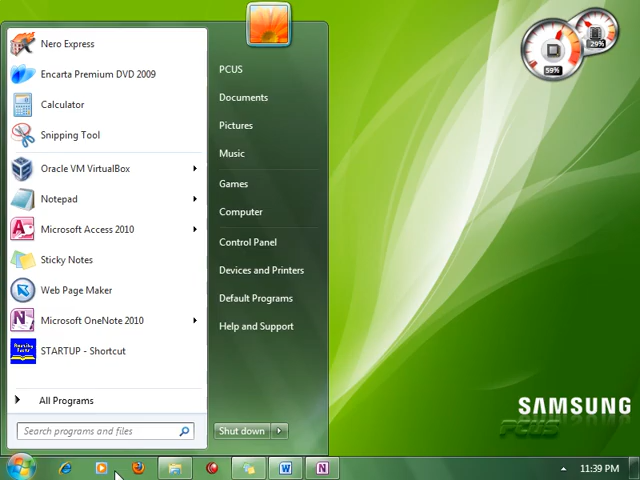 Nero Express
Encarta Premium DVD 2009
Calculator
Snipping Tool
Oracle VM VirtualBox
Notepad
Microsoft Access 2010
Sticky Notes
Web Page Maker
Microsoft OneNote 2010
STARTUP - Shortcut
All Programs
Search programs and files
PCUS
Documents
Pictures
Music
Games
Computer
Control Panel
Devices and Printers
Default Programs
Help and Support
Shut down
59%
29%
SAMSUNG
PCUS
11:39 PM